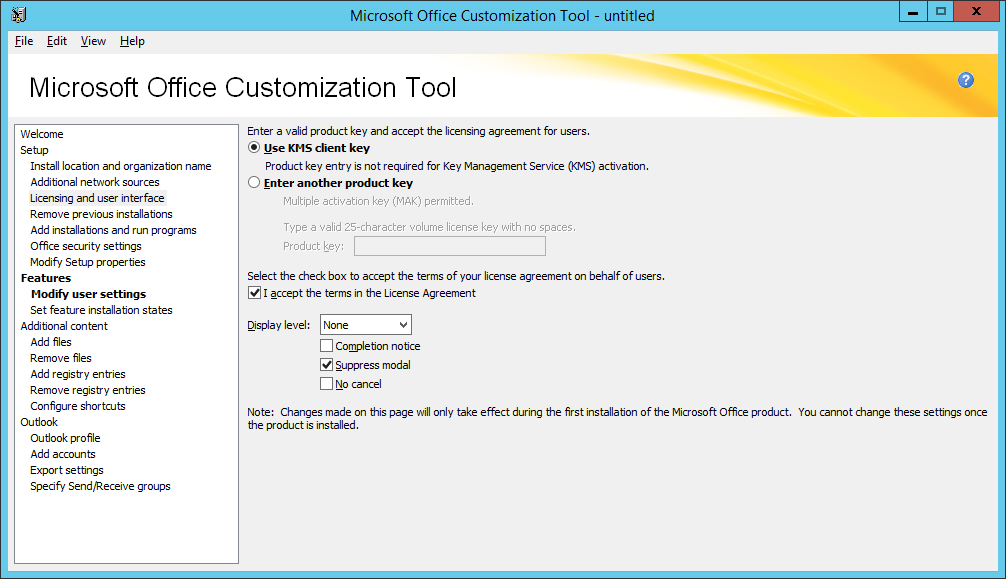 Microsoft Office Customization Tool - untitled
File Edit View Help
Microsoft Office Customization Tool
?
Welcome
Setup
Install location and organization name
Additional network sources
Licensing and user interface
Remove previous installations
Add installations and run programs
Office security settings
Modify Setup properties
Features
Modify user settings
Set feature installation states
Additional content
Add files
Remove files
Add registry entries
Remove registry entries
Configure shortcuts
Outlook
Outlook profile
Add accounts
Export settings
Specify Send/Receive groups
Enter a valid product key and accept the licensing agreement for users.
Use KMS client key
Product key entry is not required for Key Management Service (KMS) activation.
Enter another product key
Multiple activation key (MAK) permitted.
Type a valid 25-character volume license key with no spaces.
Product key:
Select the check box to accept the terms of your license agreement on behalf of users.
I accept the terms in the License Agreement
Display level: None
Completion notice
Suppress modal
No cancel
Note: Changes made on this page will only take effect during the first installation of the Microsoft Office product. You cannot change these settings once
the product is installed.